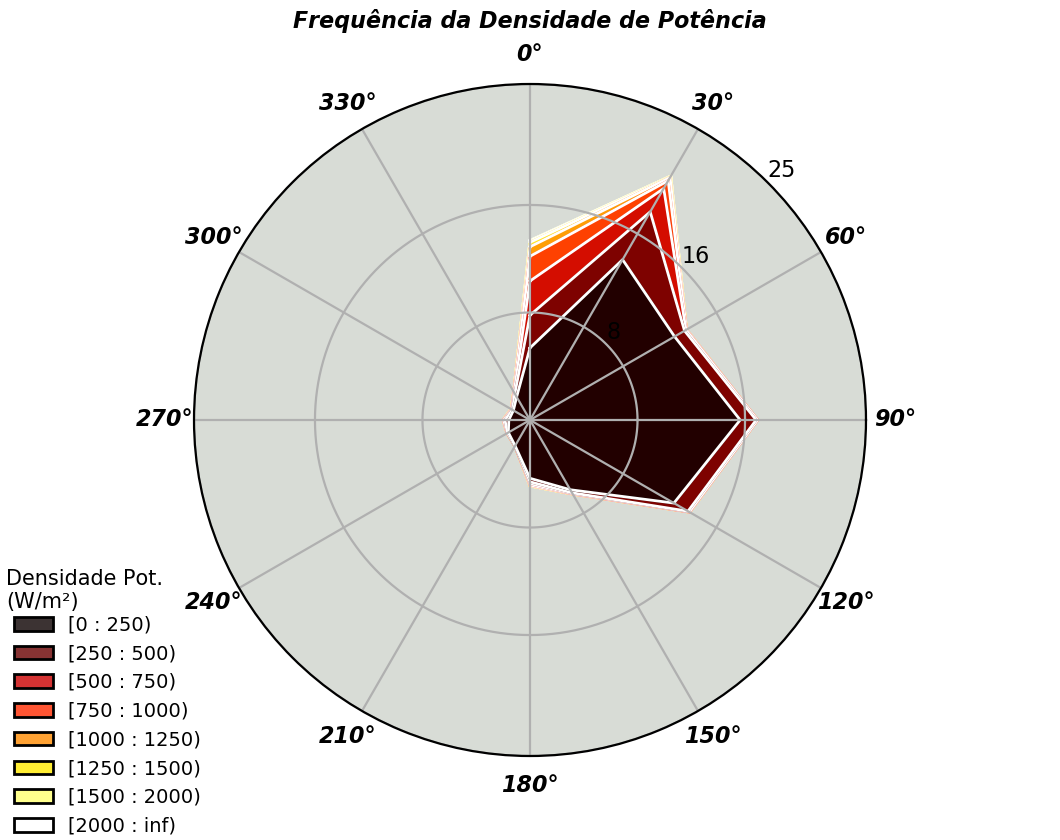 Frequência da Densidade de Potência
0°
330°
30°
25
300°
60°
16
8
270°
90°
Densidade Pot.
(W/m²)
240°
120°
[0 : 250)
[250 : 500)
[500 : 750)
[750 : 1000)
210°
150°
[1000 : 1250)
[1250 : 1500)
180°
[1500 : 2000)
[2000 : inf)